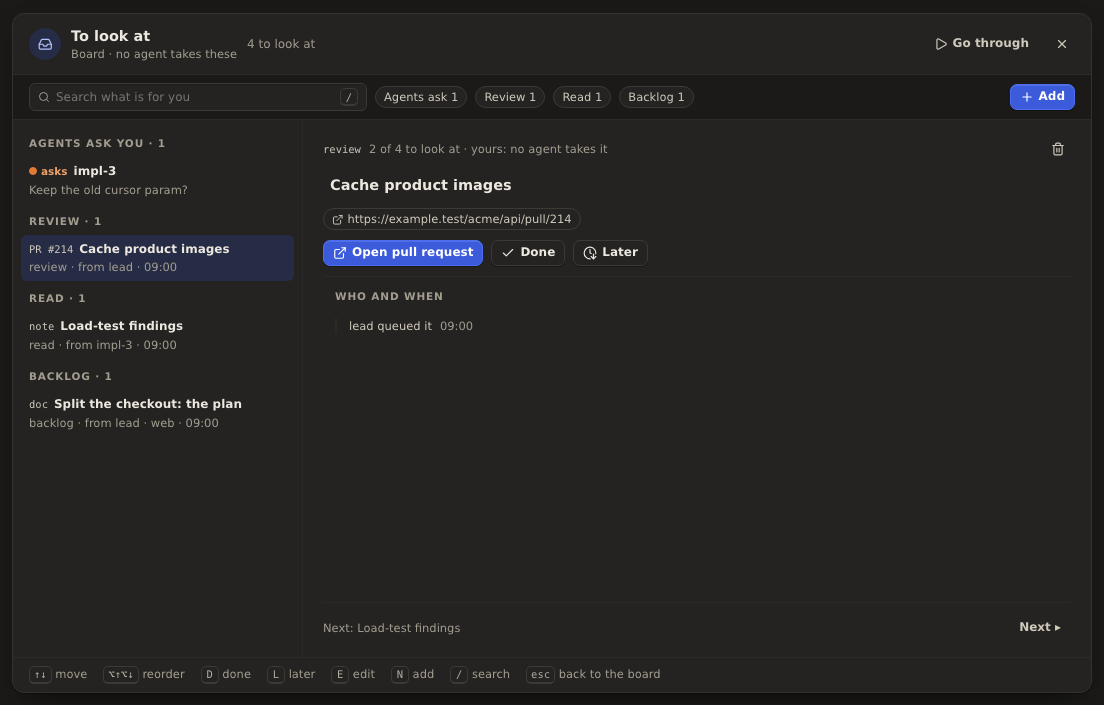 To look at
Board · no agent takes these
4 to look at
Go through
Search what is for you
/
Agents ask 1
Review 1
Read 1
Backlog 1
Add
AGENTS ASK YOU · 1
asks impl-3
Keep the old cursor param?
REVIEW · 1
PR #214 Cache product images
review · from lead · 09:00
READ · 1
note Load-test findings
read · from impl-3 · 09:00
BACKLOG · 1
doc Split the checkout: the plan
backlog · from lead · web · 09:00
review 2 of 4 to look at · yours: no agent takes it
Cache product images
https://example.test/acme/api/pull/214
Open pull request
Done
Later
WHO AND WHEN
lead queued it 09:00
Next: Load-test findings
Next ▸
↑↓ move ⌥↑⌥↓ reorder D done L later E edit N add / search esc back to the board